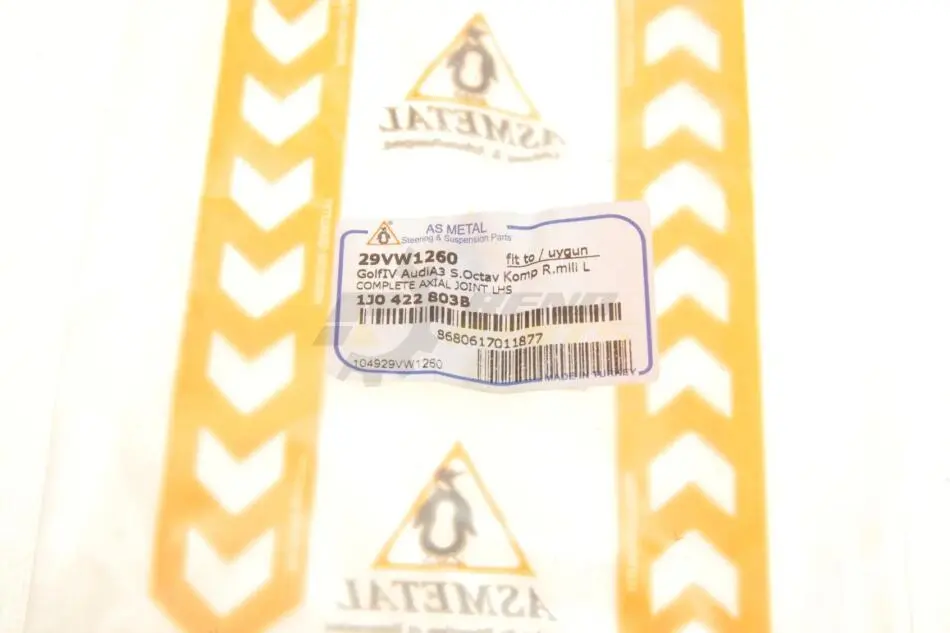 ASMETAL
AS METAL
Steering & Suspension Parts
29VW1260 fit to / uygun
GolfIV AudiA3 S.Octav Komp R.mili L
COMPLETE AXIAL JOINT LHS
1J0 422 803B
8680617011877
104929VW1260
MADE IN TURKEY
ASMETAL